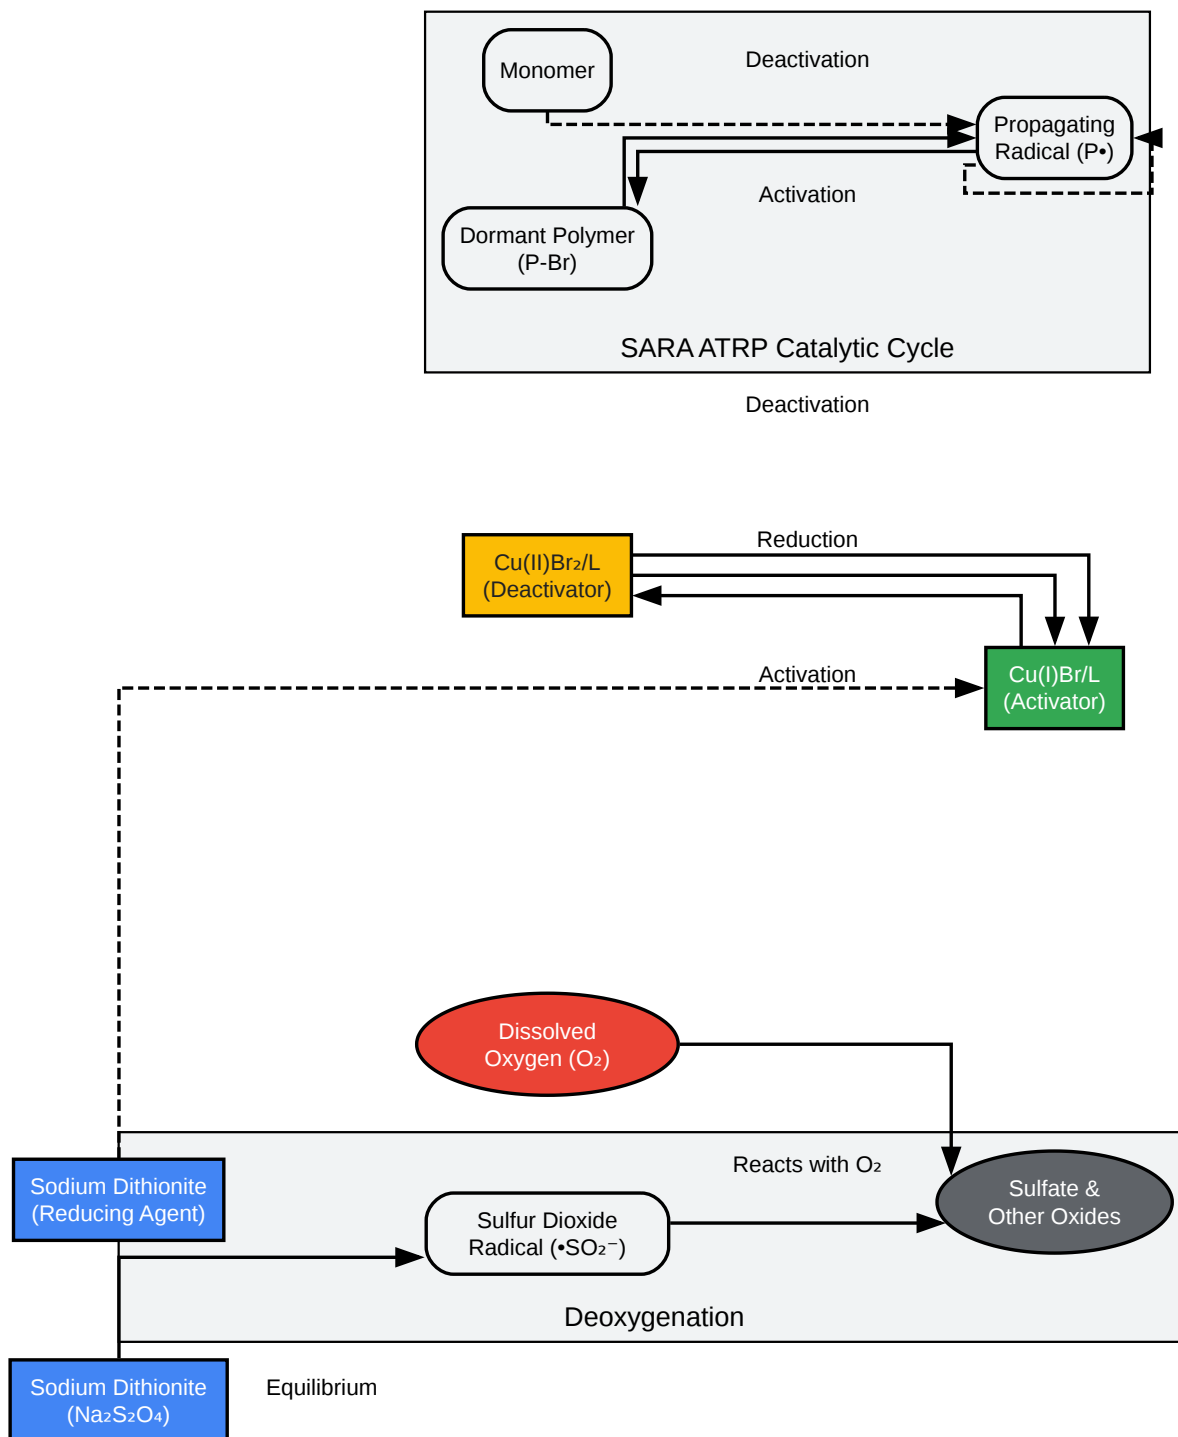 Monomer
Deactivation
Propagating
Radical (P•)
Activation
Dormant Polymer
(P-Br)
SARA ATRP Catalytic Cycle
Deactivation
Reduction
Cu(II)Br₂/L
(Deactivator)
Activation
Cu(I)Br/L
(Activator)
Dissolved
Oxygen (O₂)
Reacts with O₂
Sodium Dithionite
(Reducing Agent)
Sulfur Dioxide
Radical (•SO₂⁻)
Sulfate &
Other Oxides
Deoxygenation
Sodium Dithionite
(Na₂S₂O₄)
Equilibrium